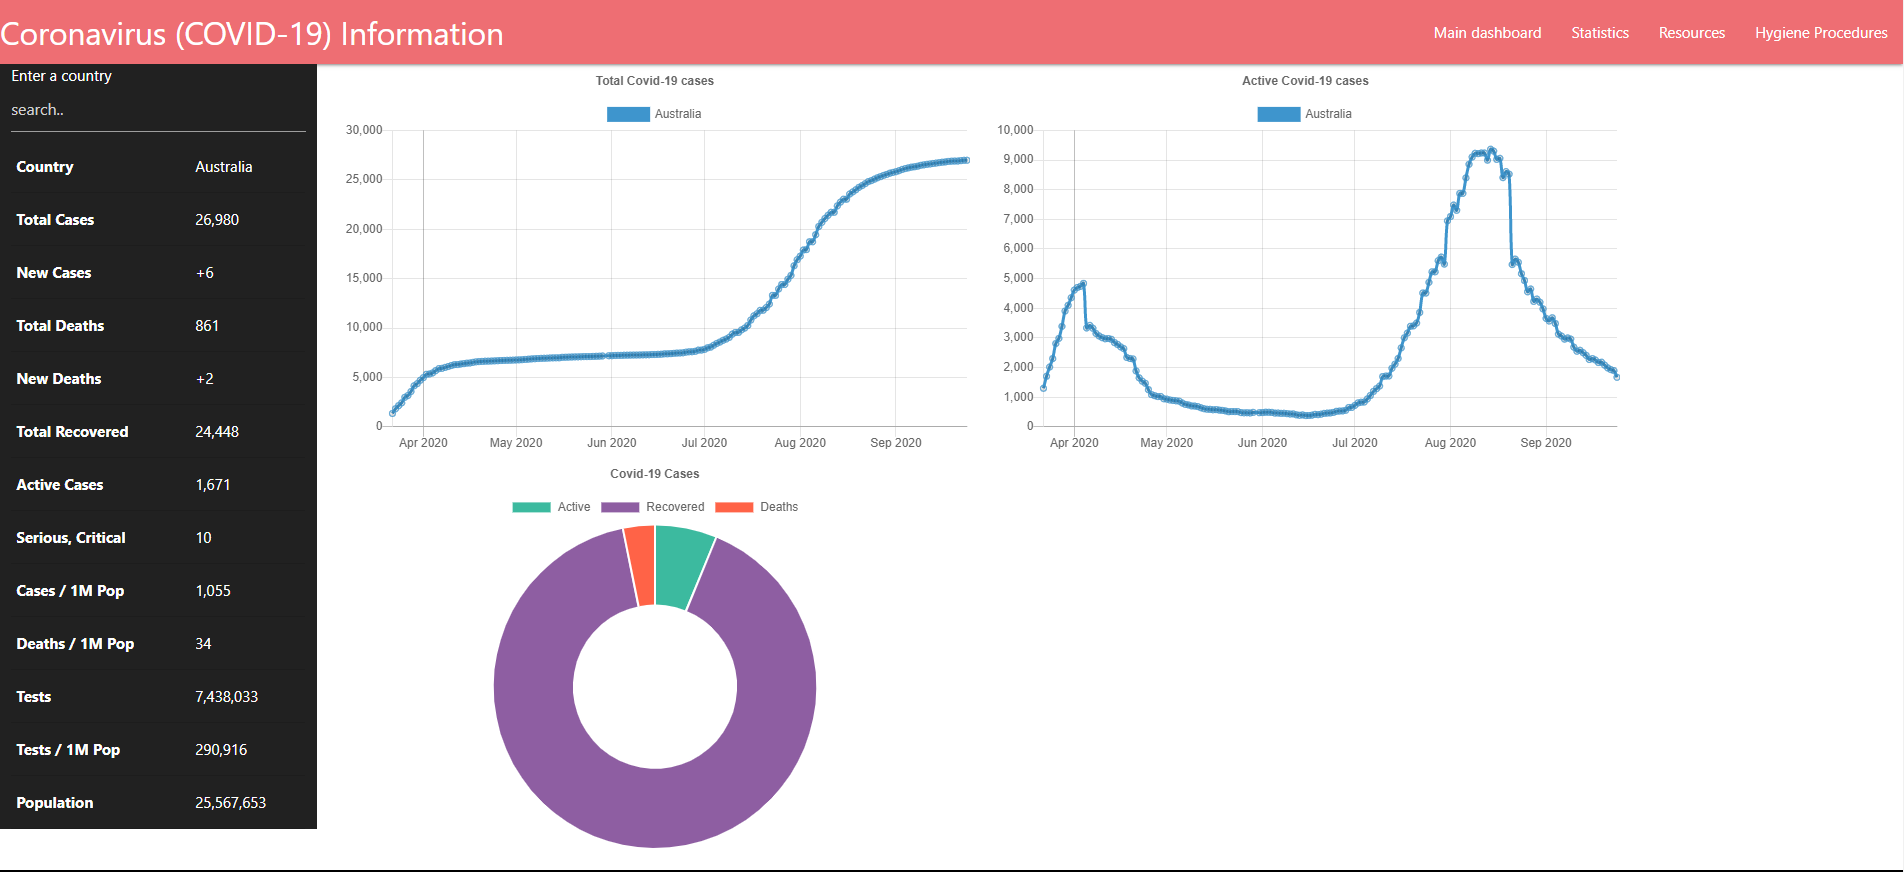 Coronavirus (COVID-19) Information
Main dashboard Statistics Resources Hygiene Procedures
Enter a country
search..
Country Australia
Total Cases 26,980
New Cases +6
Total Deaths 861
New Deaths +2
Total Recovered 24,448
Active Cases 1,671
Serious, Critical 10
Cases / 1M Pop 1,055
Deaths / 1M Pop 34
Tests 7,438,033
Tests / 1M Pop 290,916
Population 25,567,653
Total Covid-19 cases
Australia
30,000
25,000
20,000
15,000
10,000
5,000
0
Apr 2020 May 2020 Jun 2020 Jul 2020 Aug 2020 Sep 2020
Active Covid-19 cases
Australia
10,000
9,000
8,000
7,000
6,000
5,000
4,000
3,000
2,000
1,000
0
Apr 2020 May 2020 Jun 2020 Jul 2020 Aug 2020 Sep 2020
Covid-19 Cases
Active Recovered Deaths